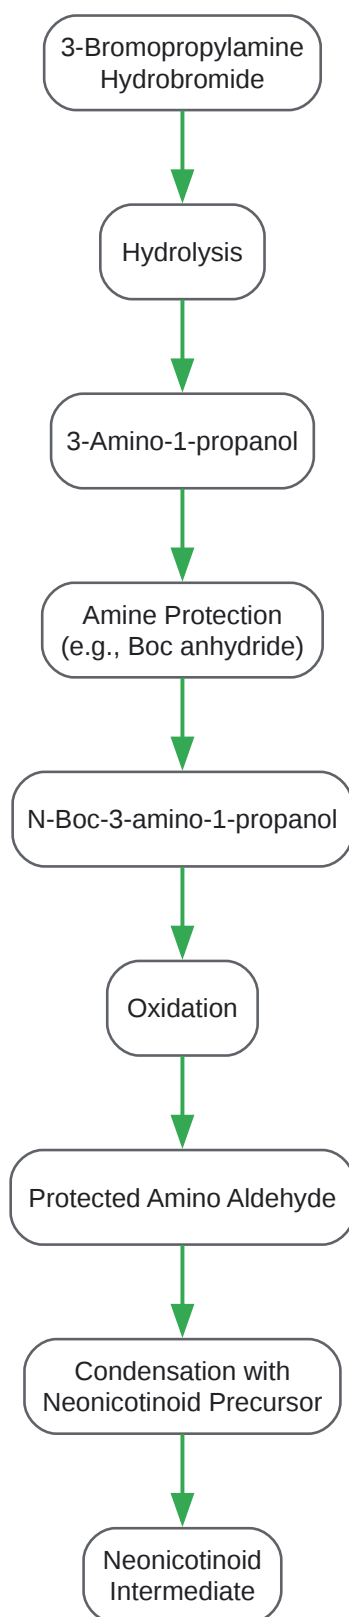 3-Bromopropylamine
Hydrobromide
Hydrolysis
3-Amino-1-propanol
Amine Protection
(e.g., Boc anhydride)
N-Boc-3-amino-1-propanol
Oxidation
Protected Amino Aldehyde
Condensation with
Neonicotinoid Precursor
Neonicotinoid
Intermediate